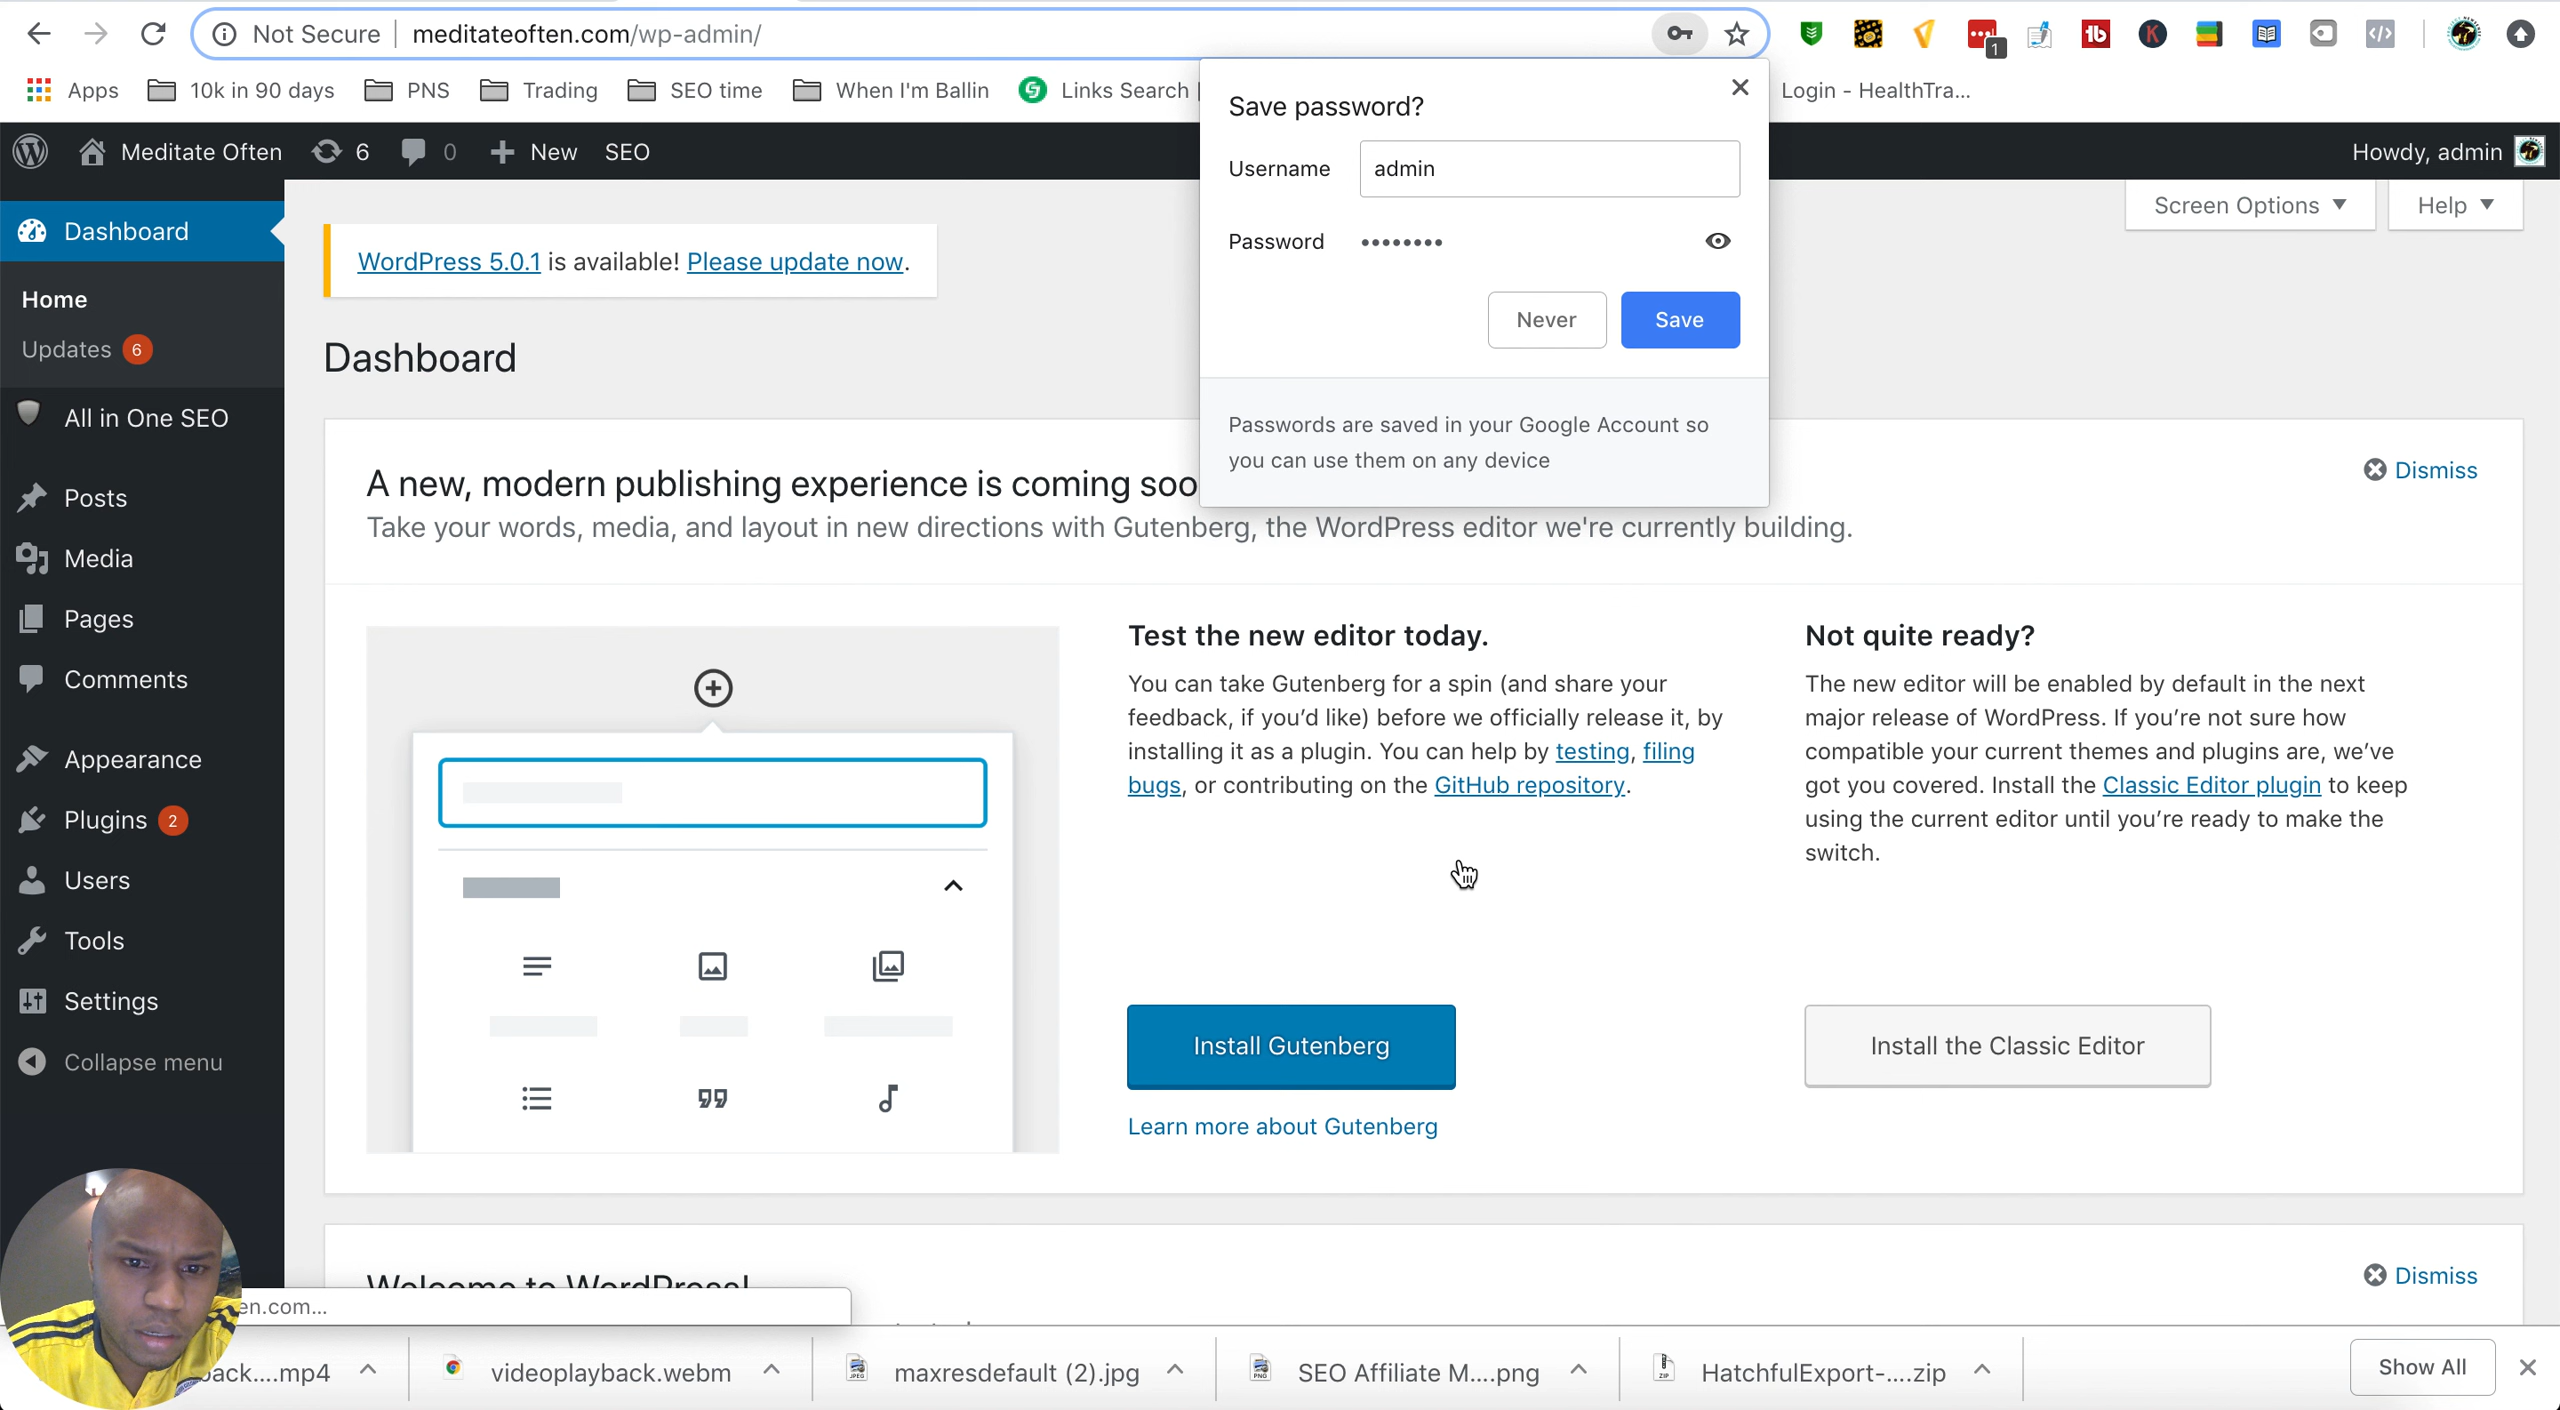 Not Secure | meditateoften.com/wp-admin/
1
Apps 10k in 90 days PNS Trading SEO time When I'm Ballin Links Search Login - HealthTra...
Meditate Often 6 0 New SEO Howdy, admin
Save password?
Username admin
Password ••••••••
Never Save
Passwords are saved in your Google Account so
you can use them on any device
Screen Options Help
Dashboard
Home
Updates 6
All in One SEO
Posts
Media
Pages
Comments
Appearance
Plugins 2
Users
Tools
Settings
Collapse menu
WordPress 5.0.1 is available! Please update now.
Dashboard
A new, modern publishing experience is coming soo
Dismiss
Take your words, media, and layout in new directions with Gutenberg, the WordPress editor we're currently building.
Test the new editor today.
You can take Gutenberg for a spin (and share your
feedback, if you’d like) before we officially release it, by
installing it as a plugin. You can help by testing, filing
bugs, or contributing on the GitHub repository.
Install Gutenberg
Learn more about Gutenberg
Not quite ready?
The new editor will be enabled by default in the next
major release of WordPress. If you’re not sure how
compatible your current themes and plugins are, we’ve
got you covered. Install the Classic Editor plugin to keep
using the current editor until you’re ready to make the
switch.
Install the Classic Editor
Welcome to WordPress!
Dismiss
en.com...
back....mp4 videoplayback.webm maxresdefault (2).jpg SEO Affiliate M....png HatchfulExport-....zip Show All